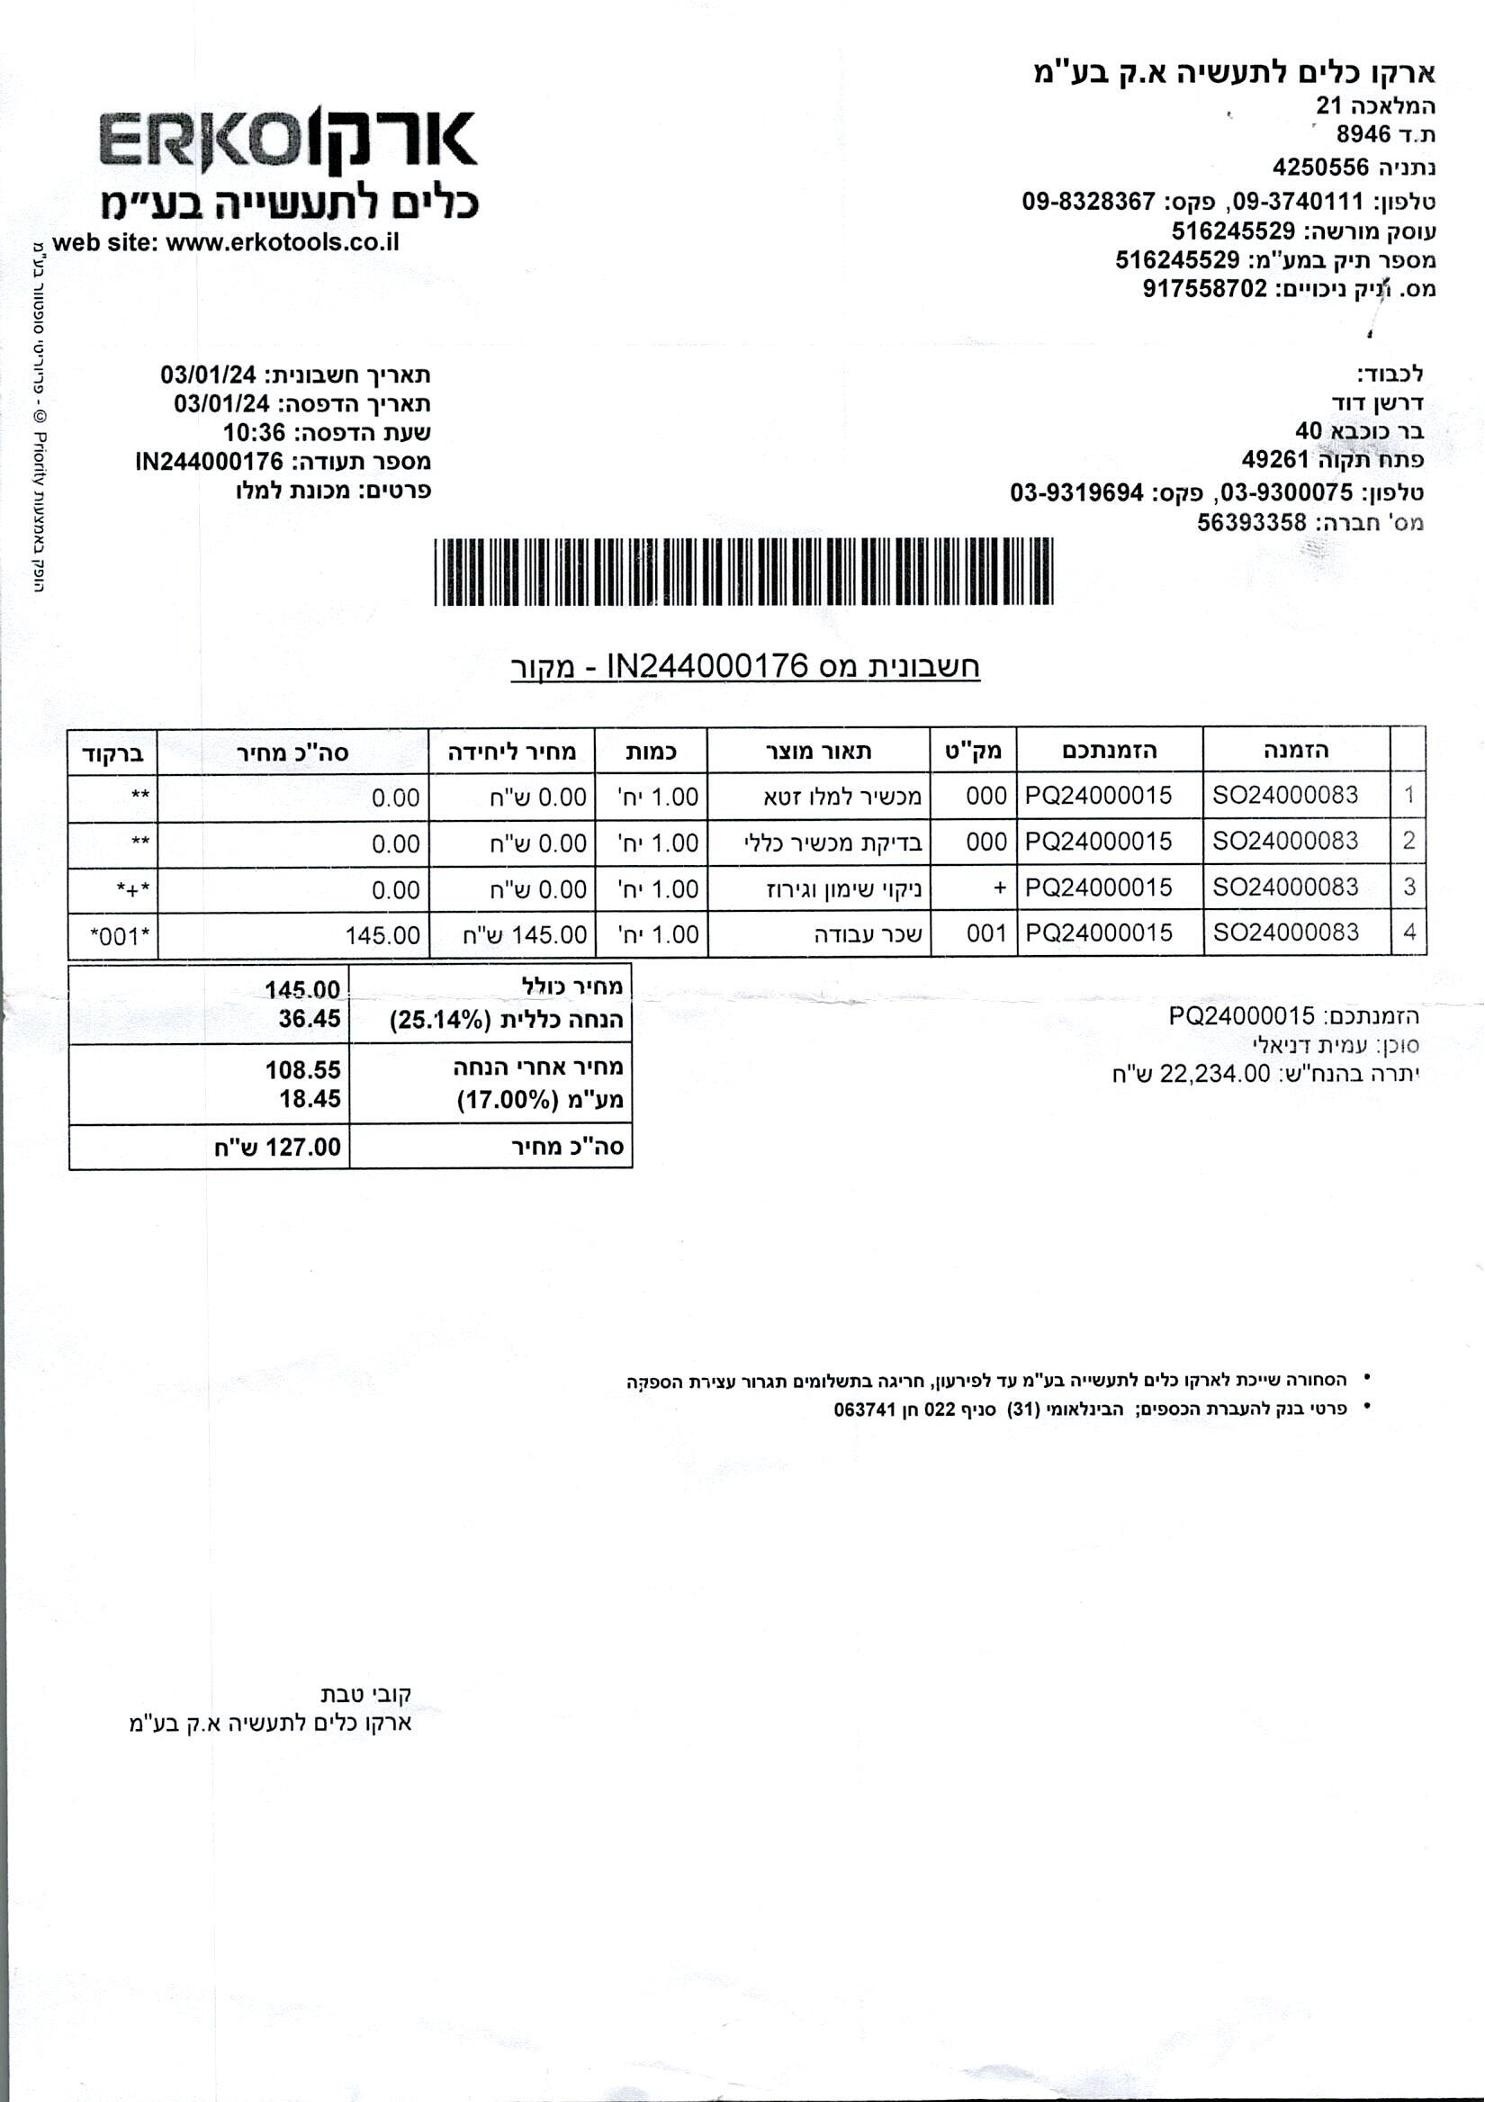 ארקו כלים לתעשיה א.ק בע"מ
המלאכה 21
ת.ד 8946
נתניה 4250556
טלפון: 09-3740111, פקס: 09-8328367
עוסק מורשה: 516245529
מספר תיק במע"מ: 516245529
מס. תיק ניכויים: 917558702
ERKO ארקו
כלים לתעשייה בע"מ
web site: www.erkotools.co.il
הופק באמצעות Priority © - פריוריטי סופטוור בע"מ
לכבוד:
דרשן דוד
בר כוכבא 40
פתח תקוה 49261
טלפון: 03-9300075, פקס: 03-9319694
מס' חברה: 56393358
תאריך חשבונית: 03/01/24
תאריך הדפסה: 03/01/24
שעת הדפסה: 10:36
מספר תעודה: IN244000176
פרטים: מכונת למלו
חשבונית מס IN244000176 - מקור
הזמנה הזמנתכם מק"ט תאור מוצר כמות מחיר ליחידה סה"כ מחיר ברקוד
1 SO24000083 PQ24000015 000 מכשיר למלו זטא 1.00 יח' 0.00 ש"ח 0.00 **
2 SO24000083 PQ24000015 000 בדיקת מכשיר כללי 1.00 יח' 0.00 ש"ח 0.00 **
3 SO24000083 PQ24000015 + ניקוי שימון וגירוז 1.00 יח' 0.00 ש"ח 0.00 *+*
4 SO24000083 PQ24000015 001 שכר עבודה 1.00 יח' 145.00 ש"ח 145.00 *001*
מחיר כולל 145.00
הנחה כללית (25.14%) 36.45
מחיר אחרי הנחה 108.55
מע"מ (17.00%) 18.45
סה"כ מחיר 127.00 ש"ח
הזמנתכם: PQ24000015
סוכן: עמית דניאלי
יתרה בהנח"ש: 22,234.00 ש"ח
• הסחורה שייכת לארקו כלים לתעשייה בע"מ עד לפירעון, חריגה בתשלומים תגרור עצירת הספקה
• פרטי בנק להעברת הכספים; הבינלאומי (31) סניף 022 חן 063741
קובי טבת
ארקו כלים לתעשיה א.ק בע"מ